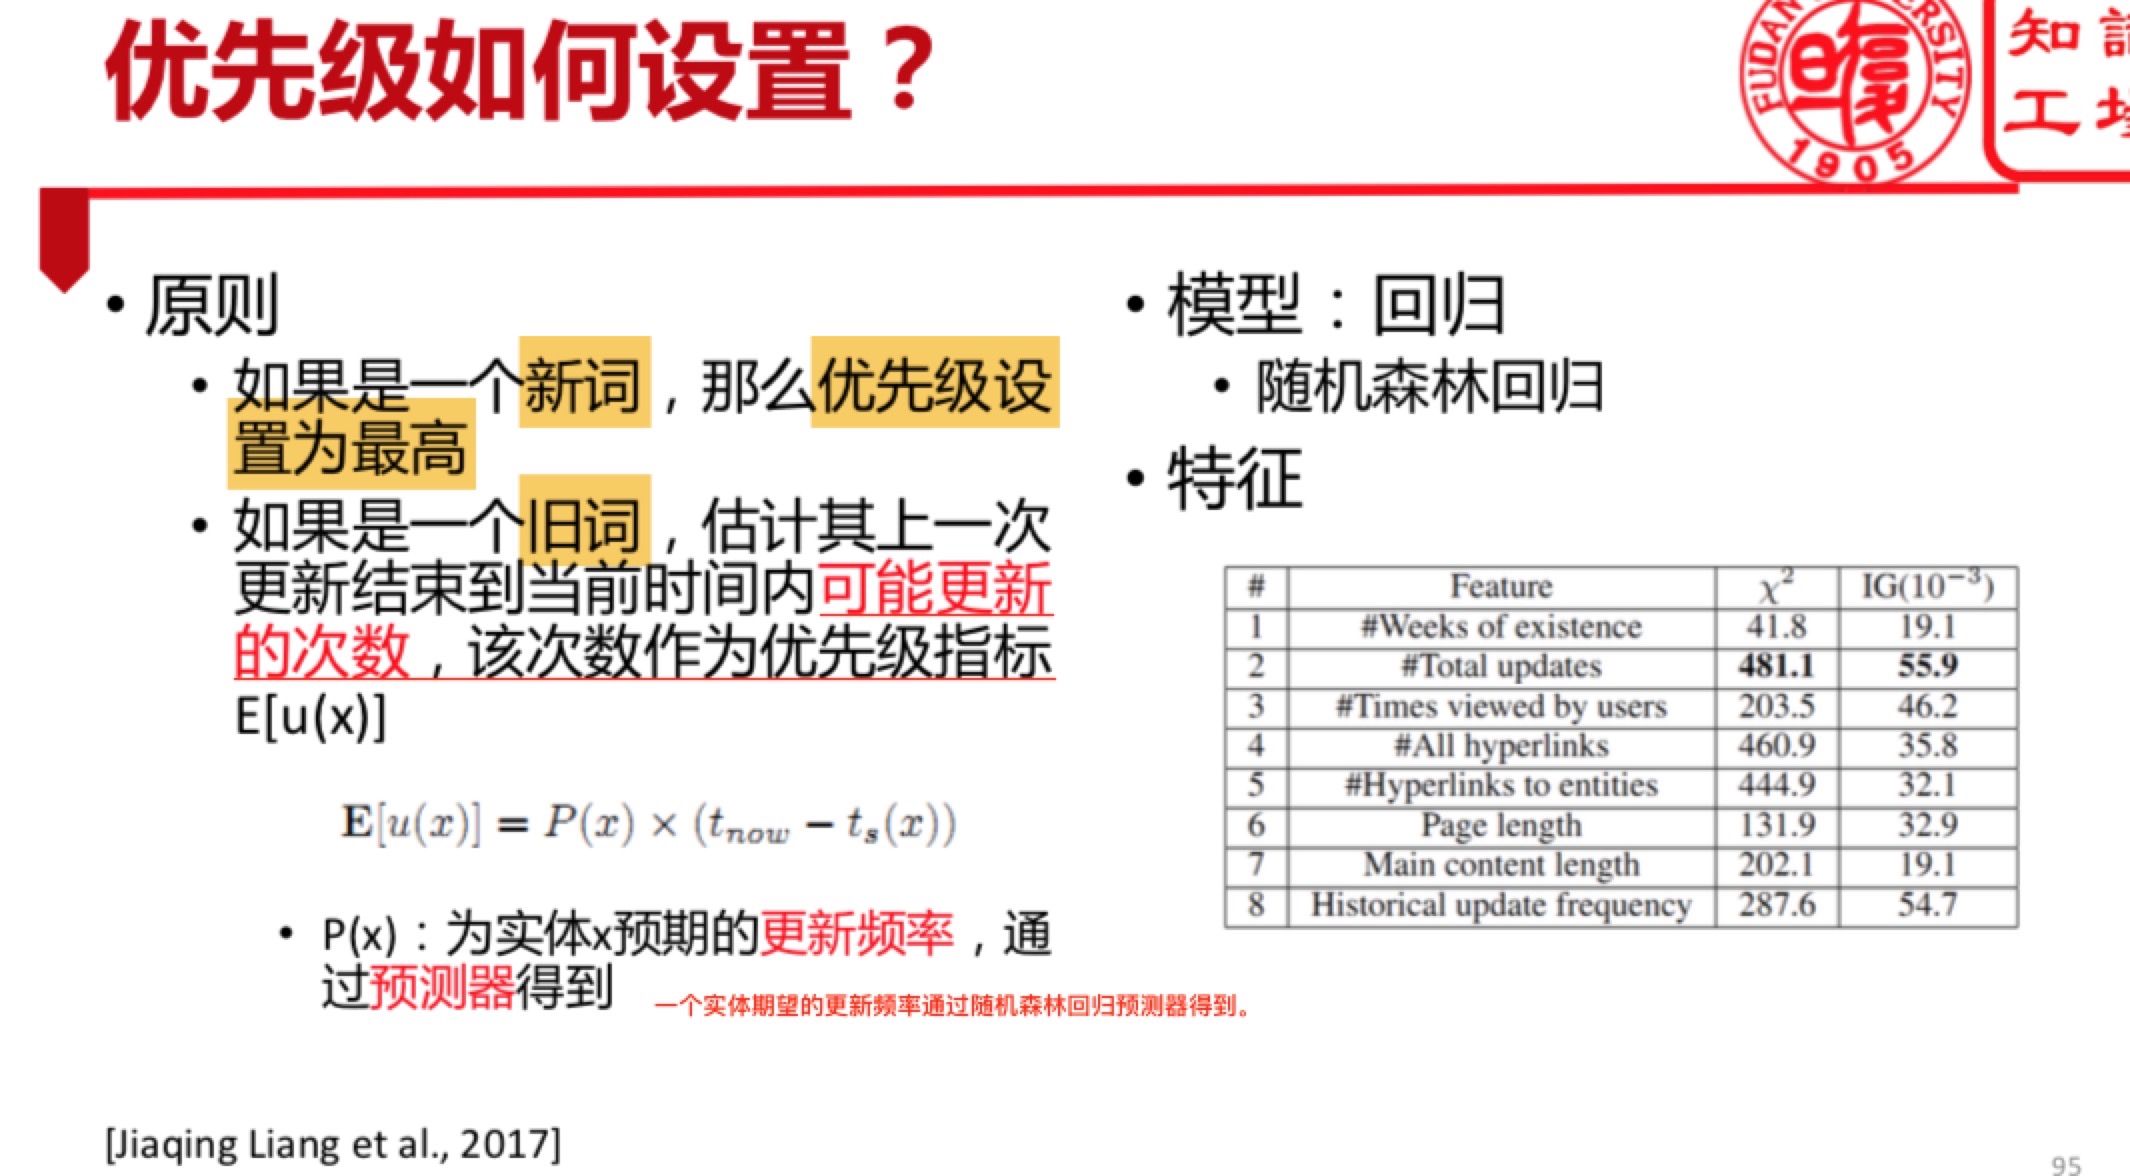 优先级如何设置？
FUDAN
1905
知
工
• 原则
• 如果是一个新词，那么优先级设
置为最高
• 如果是一个旧词，估计其上一次
更新结束到当前时间内可能更新
的次数，该次数作为优先级指标
E[u(x)]
E[u(x)] = P(x) × (t_now − t_s(x))
• P(x)：为实体x预期的更新频率，通
过预测器得到
一个实体期望的更新频率通过随机森林回归预测器得到。
• 模型：回归
• 随机森林回归
• 特征
# Feature χ² IG(10⁻³)
1 #Weeks of existence 41.8 19.1
2 #Total updates 481.1 55.9
3 #Times viewed by users 203.5 46.2
4 #All hyperlinks 460.9 35.8
5 #Hyperlinks to entities 444.9 32.1
6 Page length 131.9 32.9
7 Main content length 202.1 19.1
8 Historical update frequency 287.6 54.7
[Jiaqing Liang et al., 2017]
95